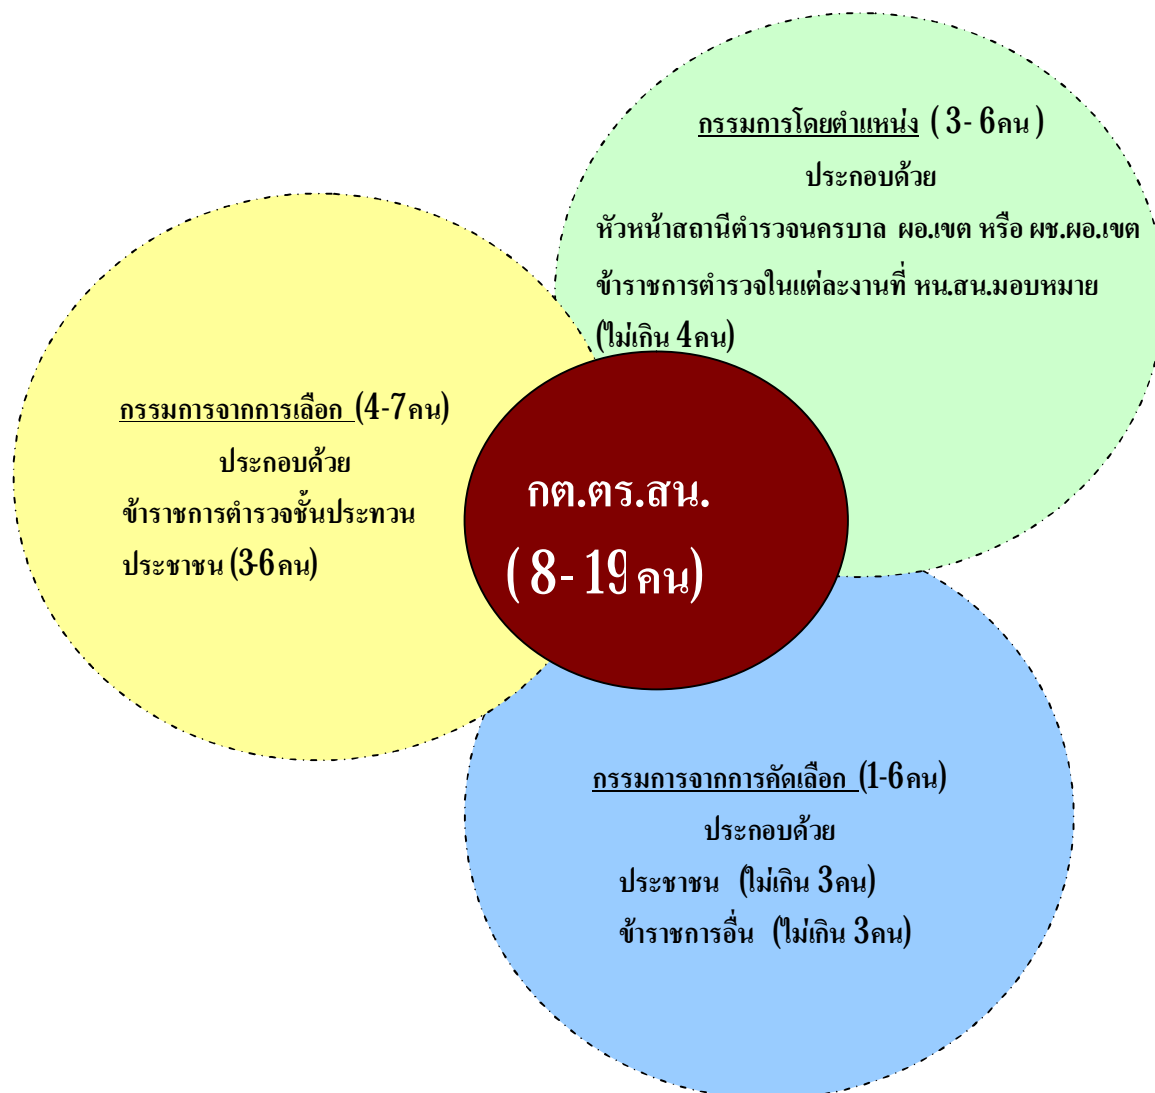 กรรมการโดยตำแหน่ง ( 3- 6คน )
ประกอบด้วย
หัวหน้าสถานีตำรวจนครบาล ผอ.เขต หรือ ผช.ผอ.เขต
ข้าราชการตำรวจในแต่ละงานที่ หน.สน.มอบหมาย
(ไม่เกิน 4คน)
กรรมการจากการเลือก (4-7คน)
ประกอบด้วย
ข้าราชการตำรวจชั้นประทวน
ประชาชน (3-6คน)
กต.ตร.สน.
( 8- 19คน)
กรรมการจากการคัดเลือก (1-6คน)
ประกอบด้วย
ประชาชน (ไม่เกิน 3คน)
ข้าราชการอื่น (ไม่เกิน 3คน)